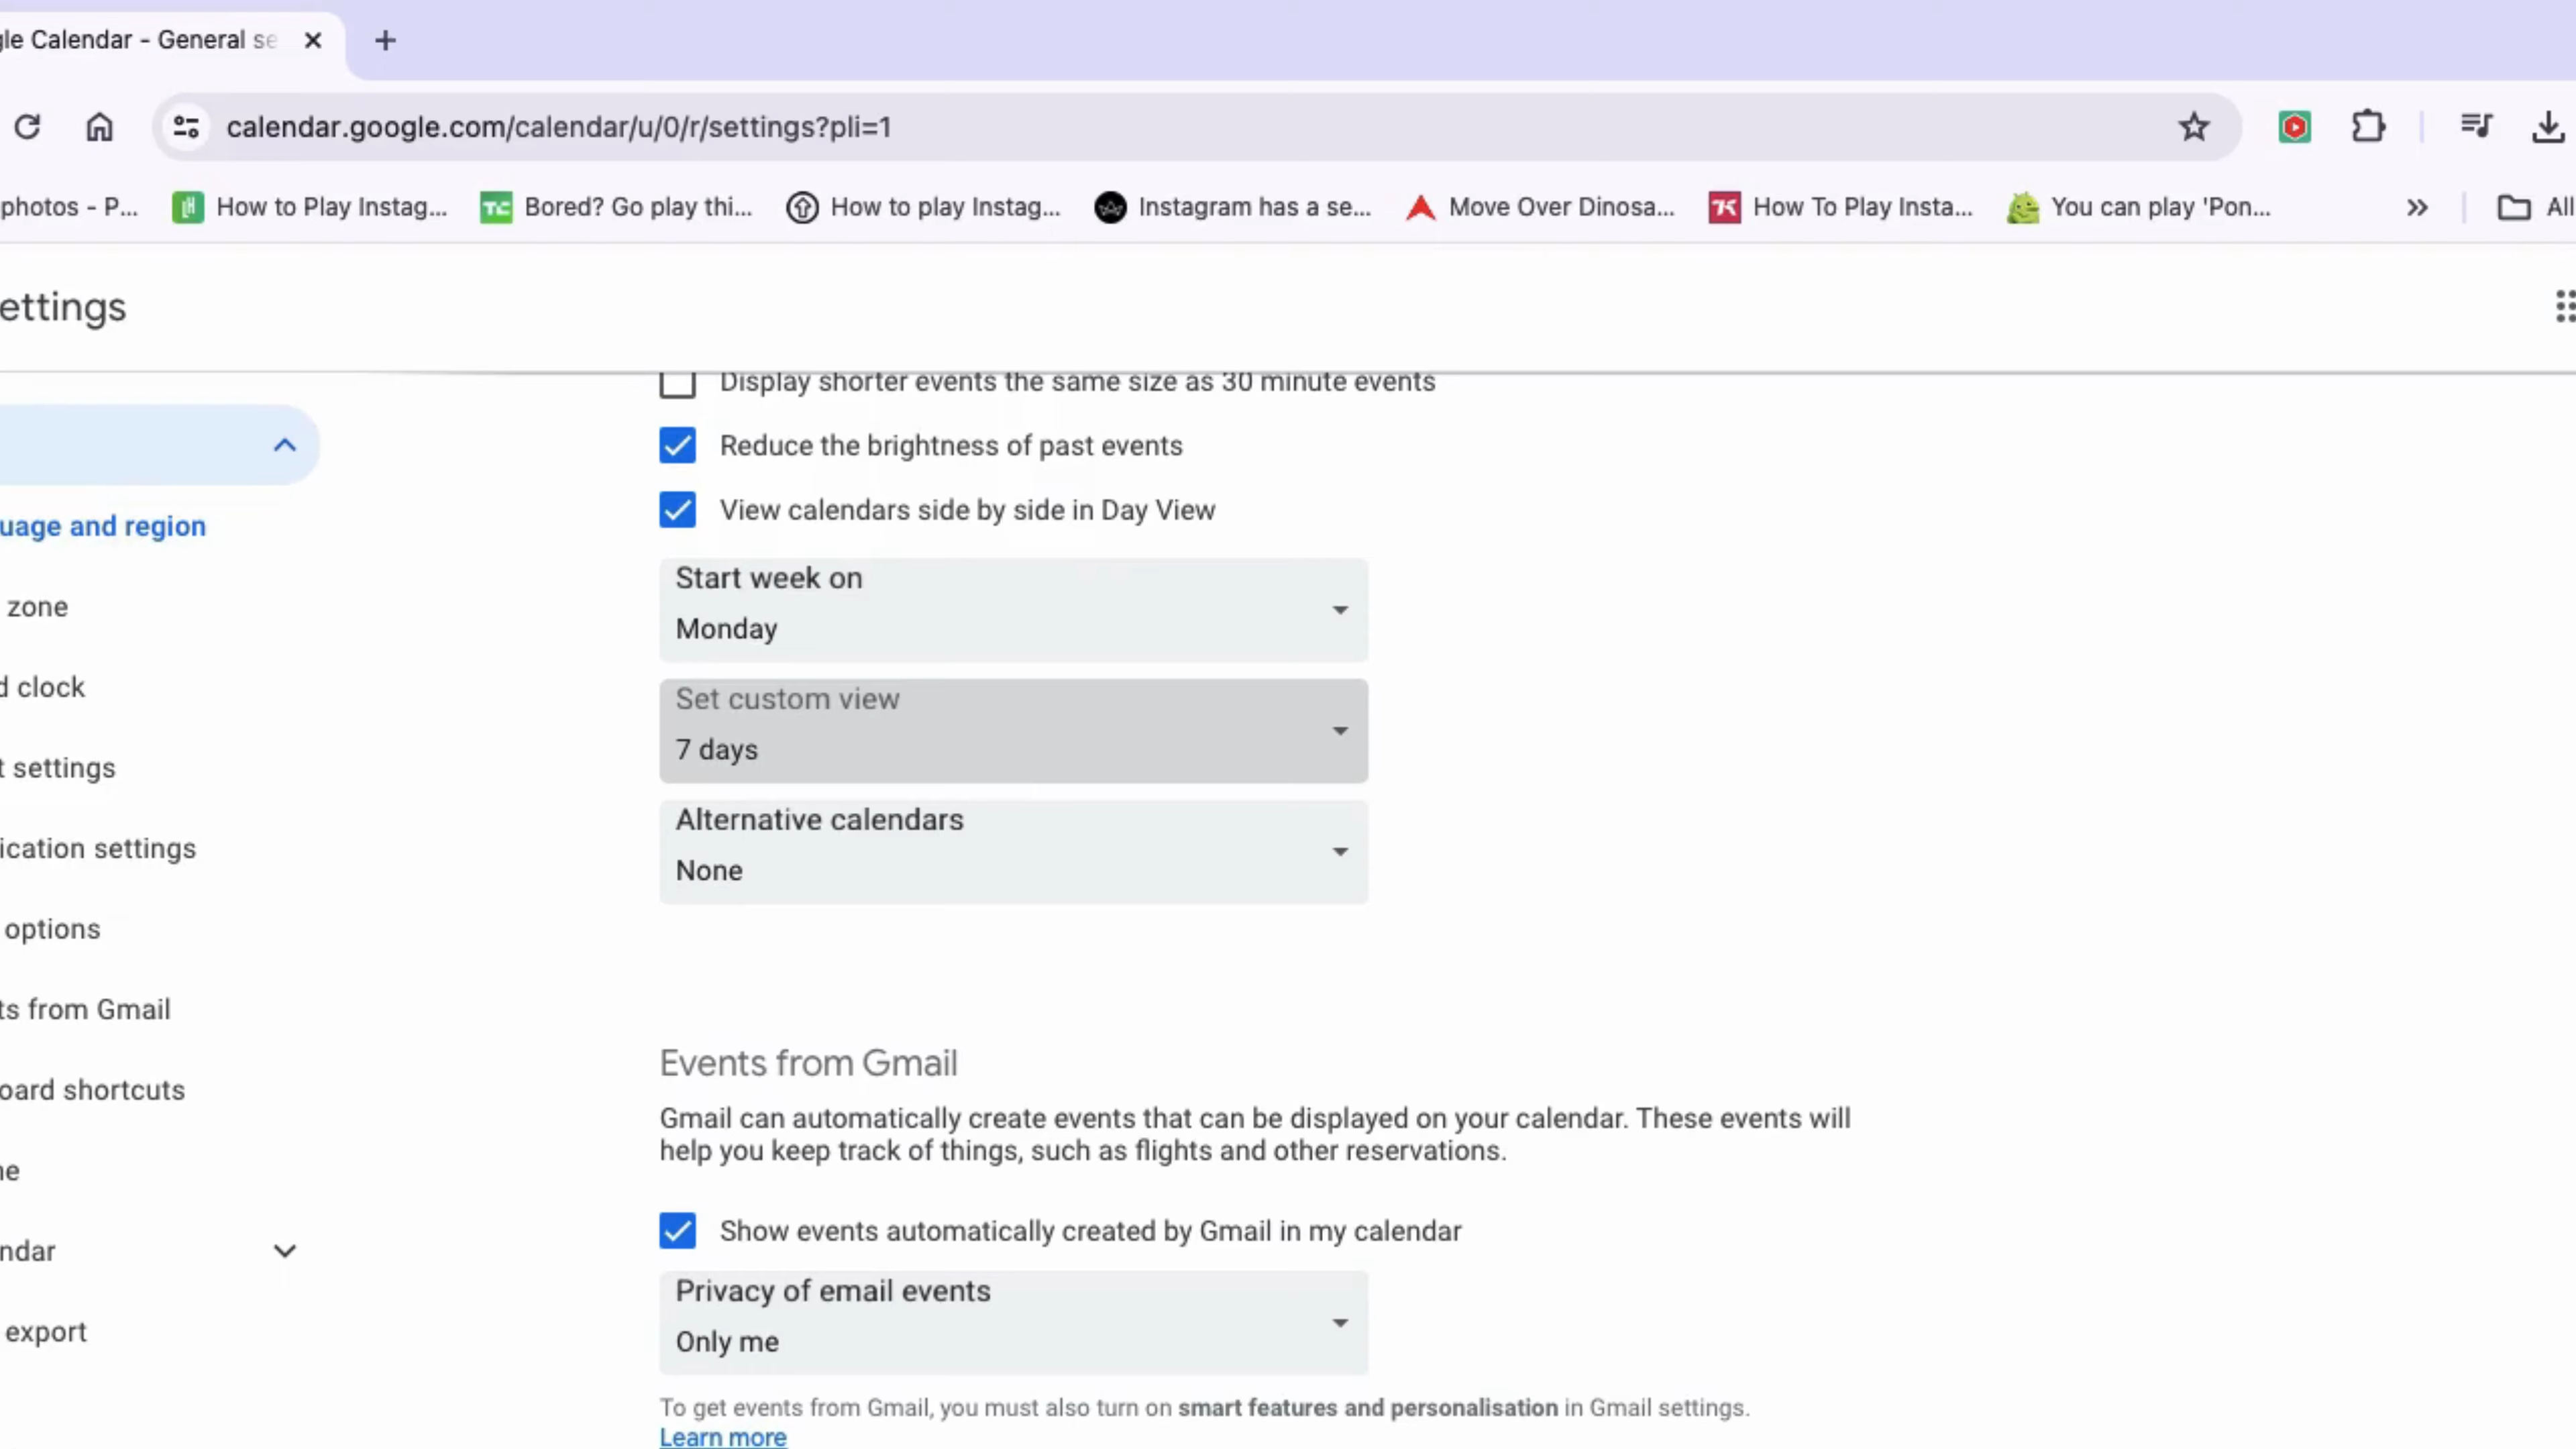 gle Calendar - General se
calendar.google.com/calendar/u/0/r/settings?pli=1
photos - P...
How to Play Instag...
TC Bored? Go play thi...
How to play Instag...
Instagram has a se...
Move Over Dinosa...
TK How To Play Insta...
You can play 'Pon...
All
ettings
uage and region
zone
d clock
t settings
ication settings
options
ts from Gmail
oard shortcuts
ne
ndar
export
Display shorter events the same size as 30 minute events
Reduce the brightness of past events
View calendars side by side in Day View
Start week on
Monday
Set custom view
7 days
Alternative calendars
None
Events from Gmail
Gmail can automatically create events that can be displayed on your calendar. These events will
help you keep track of things, such as flights and other reservations.
Show events automatically created by Gmail in my calendar
Privacy of email events
Only me
To get events from Gmail, you must also turn on smart features and personalisation in Gmail settings.
Learn more